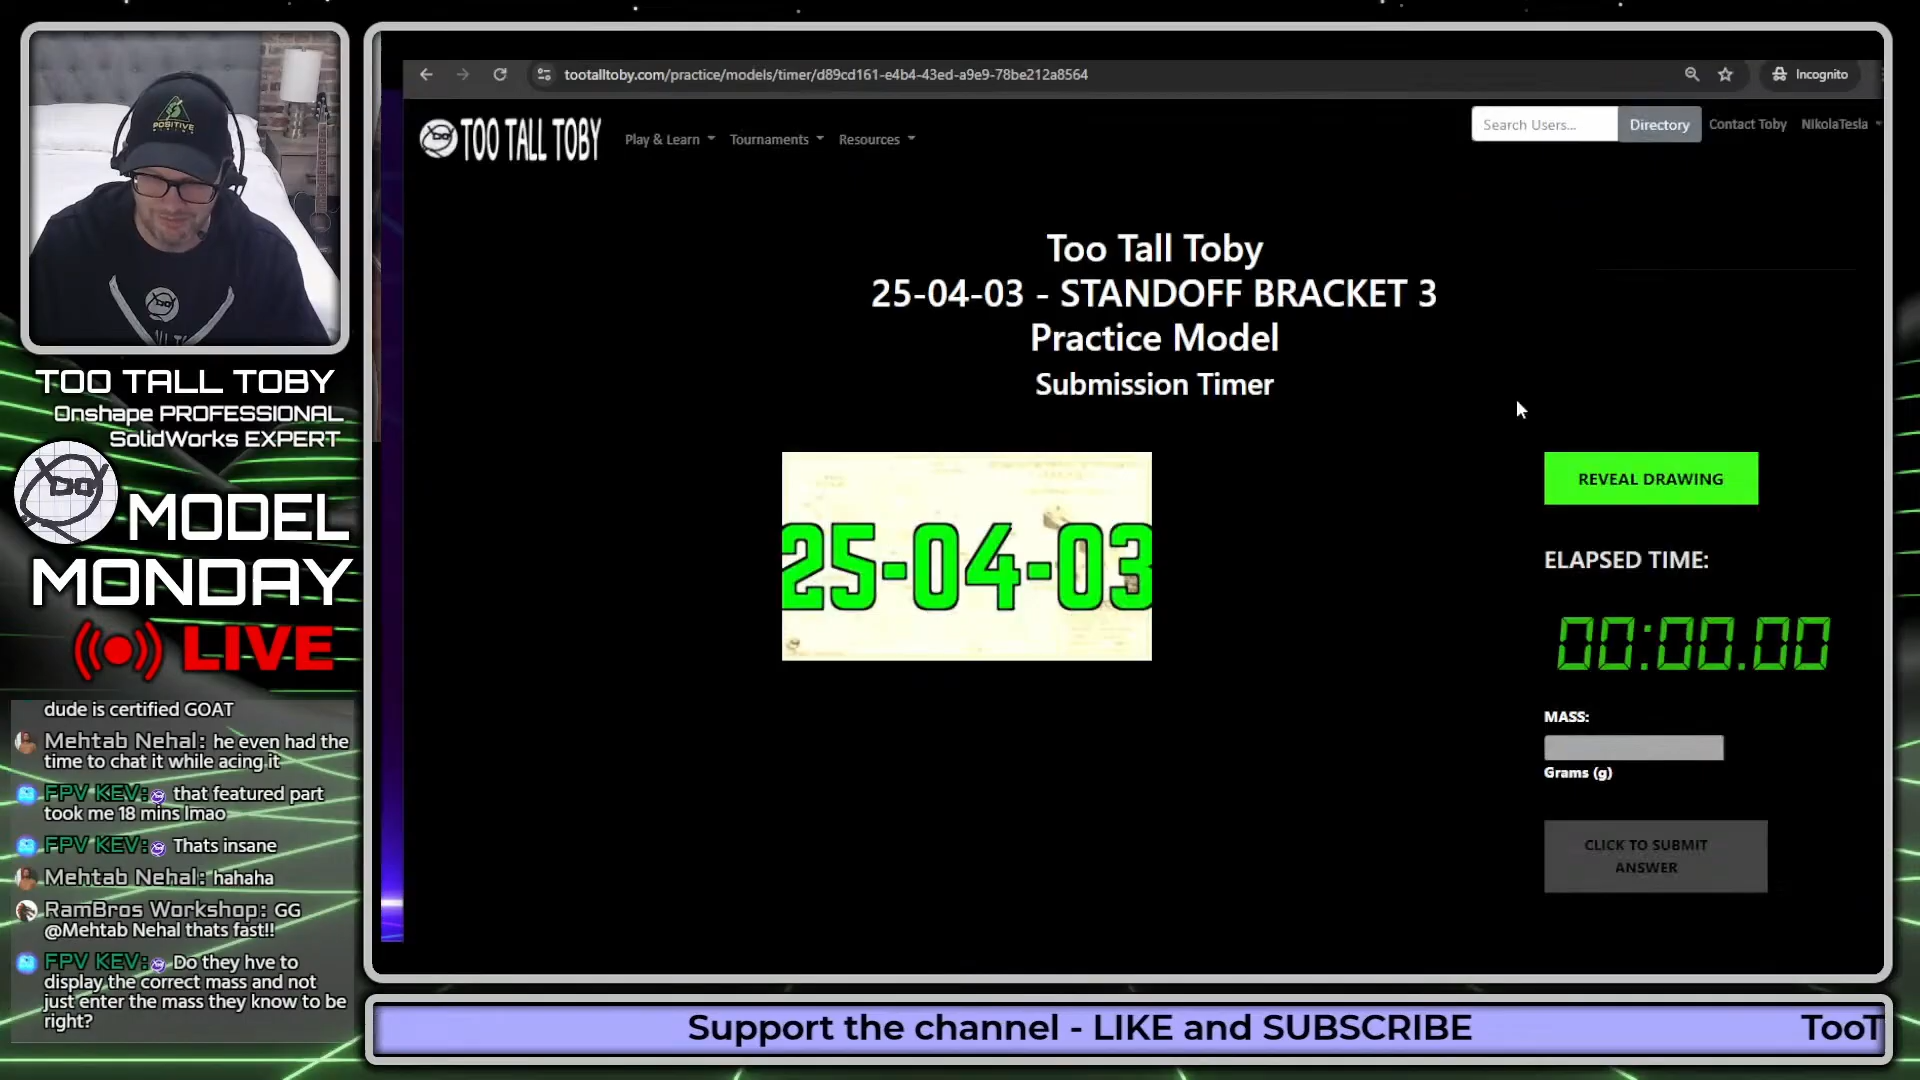 tootalltoby.com/practice/models/timer/d89cd161-e4b4-43ed-a9e9-78be212a8564
Incognito
TOO TALL TOBY
Play & Learn
Tournaments
Resources
Search Users...
Directory
Contact Toby
NIkolaTesla
POSITIVE
Too Tall Toby
25-04-03 - STANDOFF BRACKET 3
Practice Model
Submission Timer
25-04-03
REVEAL DRAWING
ELAPSED TIME:
00:00.00
MASS:
Grams (g)
CLICK TO SUBMIT
ANSWER
TOO TALL TOBY
Onshape PROFESSIONAL
SolidWorks EXPERT
MODEL
MONDAY
LIVE
dude is certified GOAT
Mehtab Nehal: he even had the
time to chat it while acing it
FPV KEV: that featured part
took me 18 mins lmao
FPV KEV: Thats insane
Mehtab Nehal: hahaha
RamBros Workshop: GG
@Mehtab Nehal thats fast!!
FPV KEV: Do they hve to
display the correct mass and not
just enter the mass they know to be
right?
Support the channel - LIKE and SUBSCRIBE
TooT